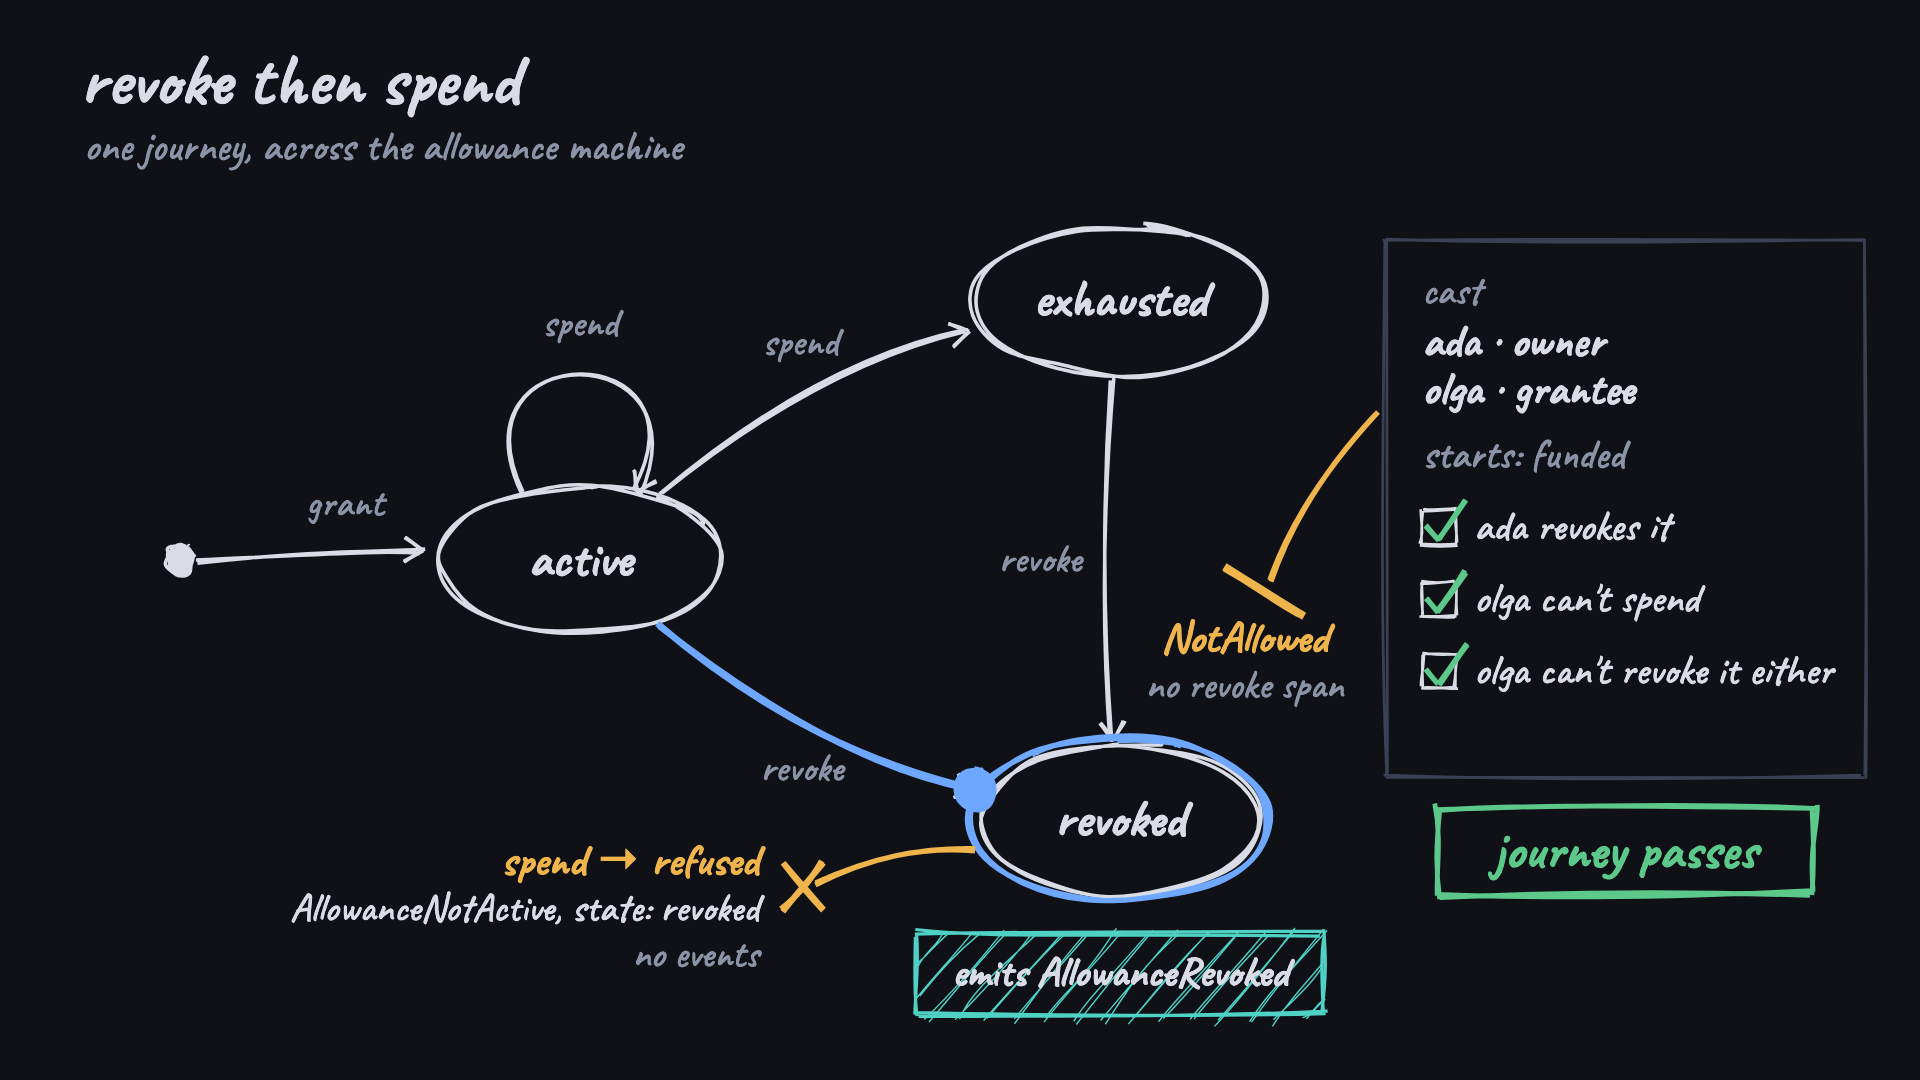 revoke then spend
one journey, across the allowance machine
spend
spend
exhausted
grant
active
revoke
revoke
NotAllowed
no revoke span
revoked
spend → refused
AllowanceNotActive, state: revoked
no events
emits AllowanceRevoked
cast
ada · owner
olga · grantee
starts: funded
ada revokes it
olga can't spend
olga can't revoke it either
journey passes